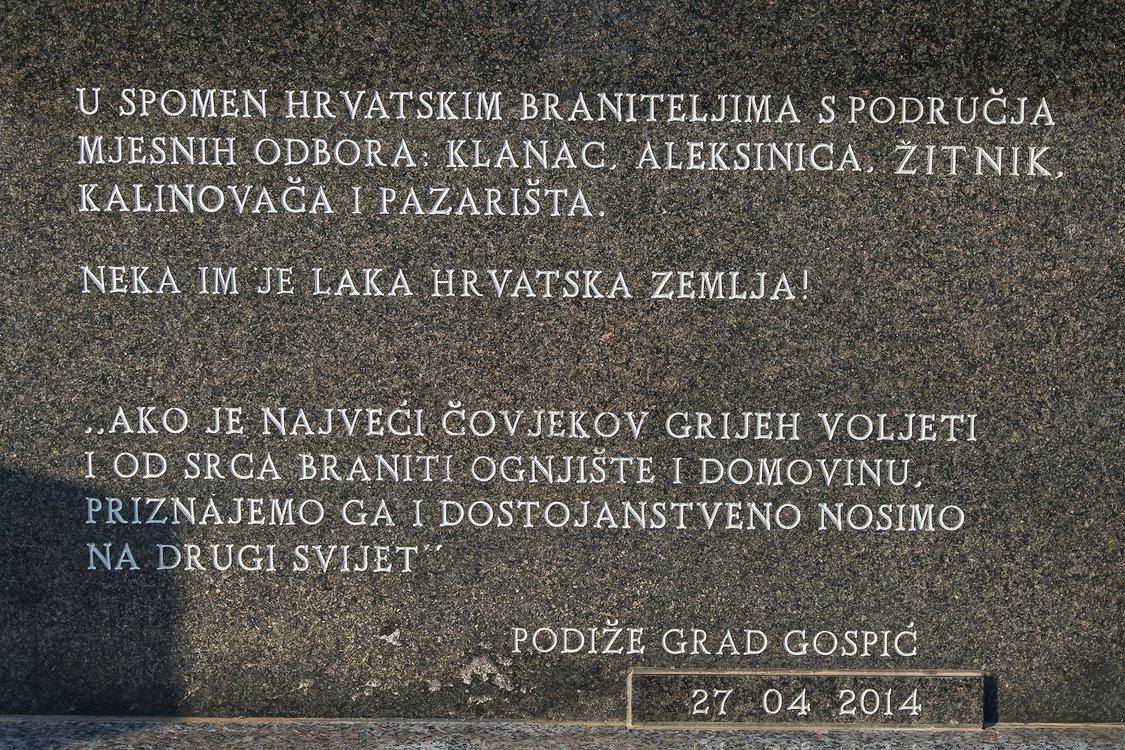 U SPOMEN HRVATSKIM BRANITELJIMA S PODRUČJA
MJESNIH ODBORA: KLANAC, ALEKSINICA, ŽITNIK,
KALINOVAČA I PAZARIŠTA.
NEKA IM JE LAKA HRVATSKA ZEMLJA!
,,AKO JE NAJVEĆI ČOVJEKOV GRIJEH VOLJETI
I OD SRCA BRANITI OGNJIŠTE I DOMOVINU,
PRIZNAJEMO GA I DOSTOJANSTVENO NOSIMO
NA DRUGI SVIJET˝
PODIŽE GRAD GOSPIĆ
27 04 2014